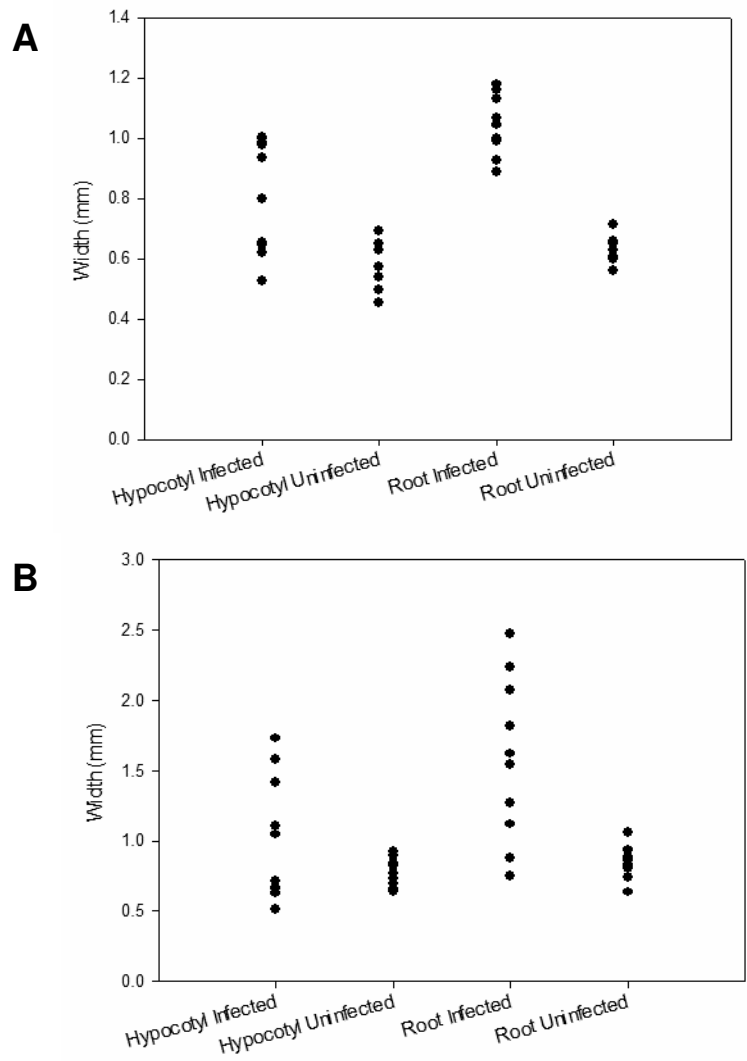 A
1.4
1.2
1.0
0.8
0.6
0.4
0.2
0.0
Width (mm)
Hypocotyl Infected
Hypocotyl Uninfected
Root Infected
Root Uninfected
B
3.0
2.5
2.0
1.5
1.0
0.5
0.0
Width (mm)
Hypocotyl Infected
Hypocotyl Uninfected
Root Infected
Root Uninfected